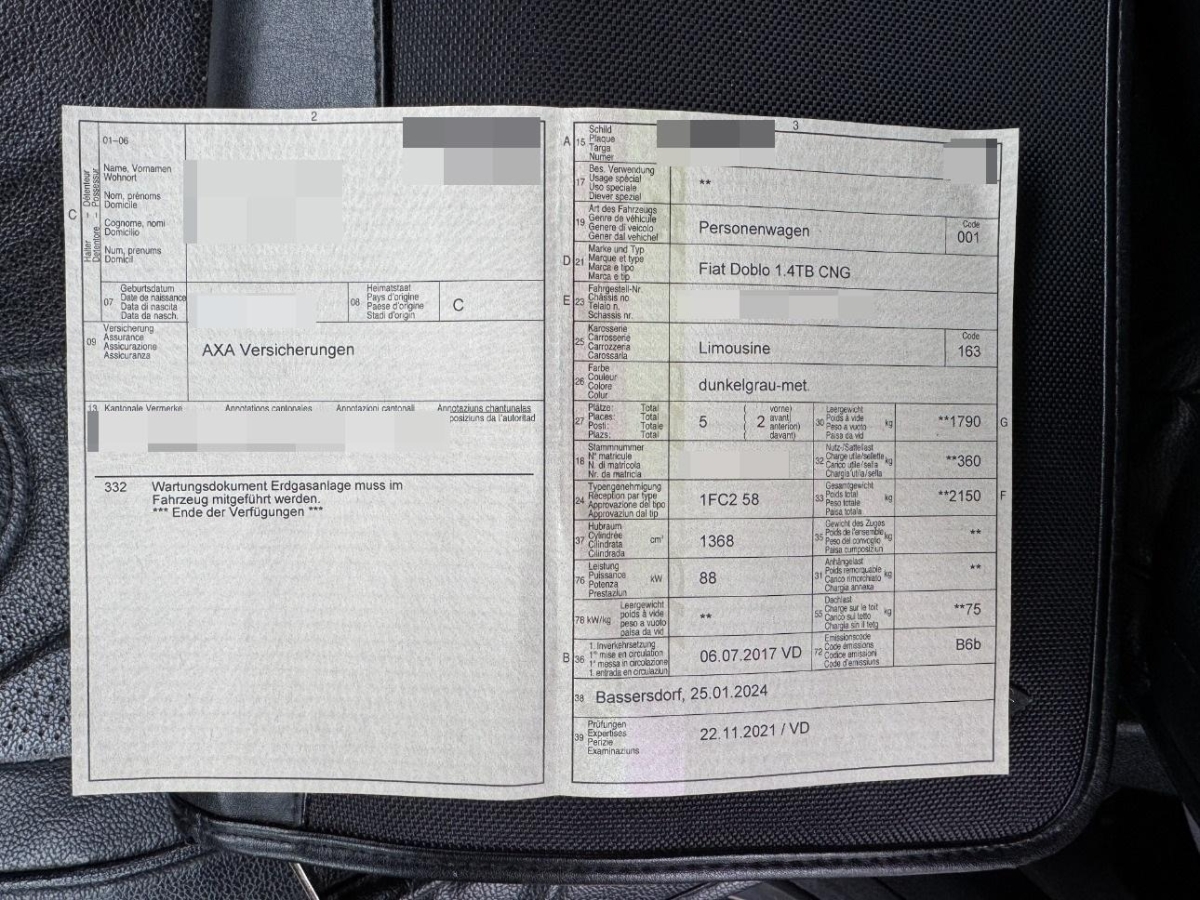 2
01-06
C
Halter Détenteur
Detentore Possessur
Name, Vornamen
Wohnort
Nom, prénoms
Domicile
Cognome, nomi
Domicilio
Num, prenums
Domicil
07
Geburtsdatum
Date de naissance
Data di nascita
Data da nasch.
08
Heimatstaat
Pays d'origine
Paese d'origine
Stadi d'origin
C
09
Versicherung
Assurance
Assicurazione
Assicuranza
AXA Versicherungen
13 Kantonale Vermerke Annotations cantonales Annotazioni cantonali Annotaziuns chantunales
posiziuns da l'autoritad
332 Wartungsdokument Erdgasanlage muss im
Fahrzeug mitgeführt werden.
*** Ende der Verfügungen ***
3
A 15
Schild
Plaque
Targa
Numer
17
Bes. Verwendung
Usage spécial
Uso speciale
Diever spezial
**
19
Art des Fahrzeugs
Genre de véhicule
Genere di veicolo
Gener dal vehichel
Personenwagen
Code
001
D 21
Marke und Typ
Marque et type
Marca e tipo
Marca e tip
Fiat Doblo 1.4TB CNG
E 23
Fahrgestell-Nr.
Châssis no
Telaio n.
Schassis nr.
25
Karosserie
Carrosserie
Carrozzeria
Carossaria
Limousine
Code
163
26
Farbe
Couleur
Colore
Colur
dunkelgrau-met.
27
Plätze: Total
Places: Total
Posti: Totale
Plazs: Total
5
2
( vorne)
( avant)
( anteriori)
( davant)
30
Leergewicht
Poids à vide
Peso a vuoto
Paisa da vid
kg
**1790
G
18
Stammnummer
N° matricule
N. di matricola
Nr. da matricla
32
Nutz-/Sattellast
Charge utile/sellette
Carico utile/sella
Chargia utila/sella
kg
**360
24
Typengenehmigung
Réception par type
Approvazione del tipo
Approvaziun dal tip
1FC2 58
33
Gesamtgewicht
Poids total
Peso totale
Paisa totala
kg
**2150
F
37
Hubraum
Cylindrée
Cilindrata
Cilindrada
cm³
1368
35
Gewicht des Zuges
Poids de l'ensemble
Peso del convoglio
Paisa cumposiziun
kg
**
76
Leistung
Puissance
Potenza
Prestaziun
kW
88
31
Anhängelast
Poids remorquable
Carico rimorchiato
Chargia annexa
kg
**
78 kW/kg
Leergewicht
poids à vide
peso a vuoto
paisa da vid
**
55
Dachlast
Charge sur le toit
Carico sul tetto
Chargia sin il tetg
kg
**75
B 36
1. Inverkehrsetzung
1re mise en circulation
1a messa in circolazione
1. entrada en circulaziun
06.07.2017 VD
72
Emissionscode
Code émissions
Codice emissioni
Code d'emissiuns
B6b
38 Bassersdorf, 25.01.2024
39
Prüfungen
Expertises
Perizie
Examinaziuns
22.11.2021 / VD